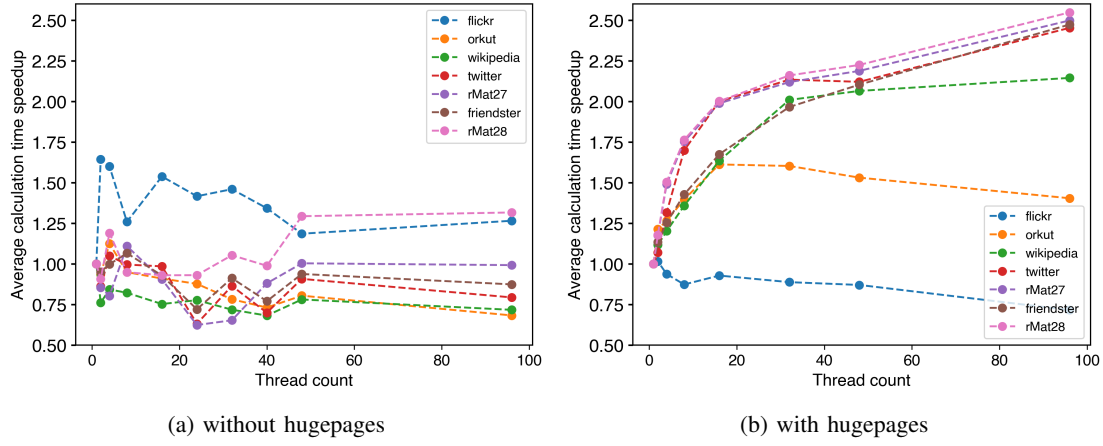 2.50
2.25
2.00
1.75
1.50
1.25
1.00
0.75
0.50
Average calculation time speedup
0 20 40 60 80 100
Thread count
flickr
orkut
wikipedia
twitter
rMat27
friendster
rMat28
(a) without hugepages
2.50
2.25
2.00
1.75
1.50
1.25
1.00
0.75
0.50
Average calculation time speedup
0 20 40 60 80 100
Thread count
flickr
orkut
wikipedia
twitter
rMat27
friendster
rMat28
(b) with hugepages